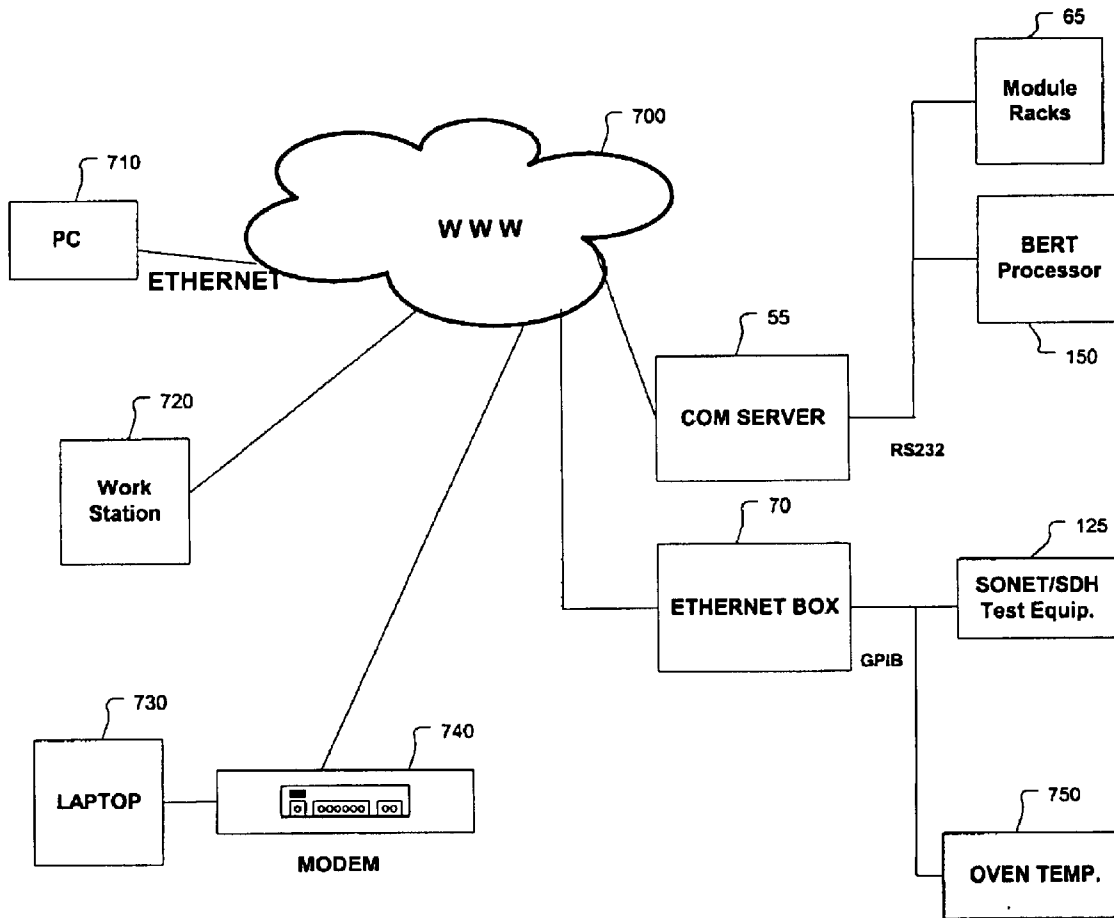 65
Module
Racks
700
710
PC
W W W
ETHERNET
BERT
Processor
150
55
COM SERVER
RS232
720
Work
Station
70
ETHERNET BOX
GPIB
125
SONET/SDH
Test Equip.
730
LAPTOP
740
MODEM
750
OVEN TEMP.